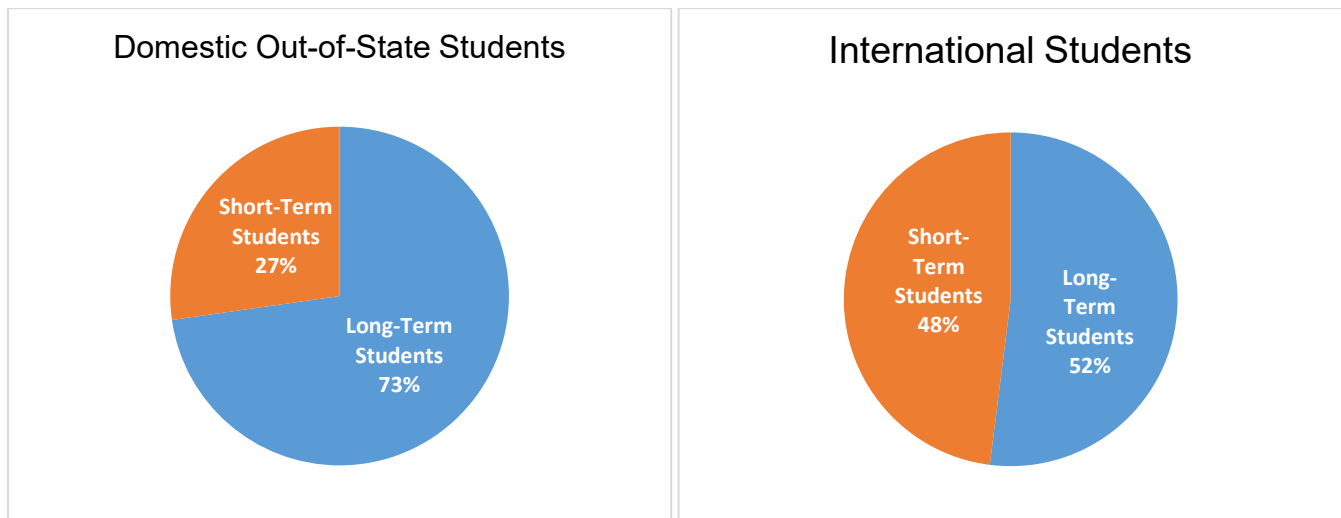 Domestic Out-of-State Students
Short-Term
Students
27%
Long-Term
Students
73%
International Students
Short-
Term
Students
48%
Long-
Term
Students
52%